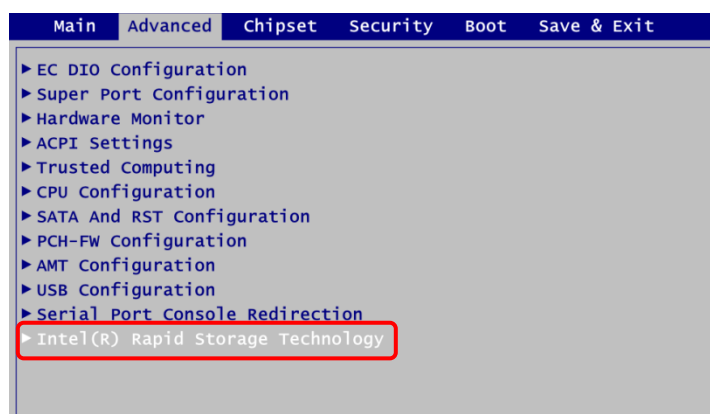 Main Advanced Chipset Security Boot Save & Exit
►EC DIO Configuration
►Super Port Configuration
►Hardware Monitor
►ACPI Settings
►Trusted Computing
►CPU Configuration
►SATA And RST Configuration
►PCH-FW Configuration
►AMT Configuration
►USB Configuration
►Serial Port Console Redirection
►Intel(R) Rapid Storage Technology